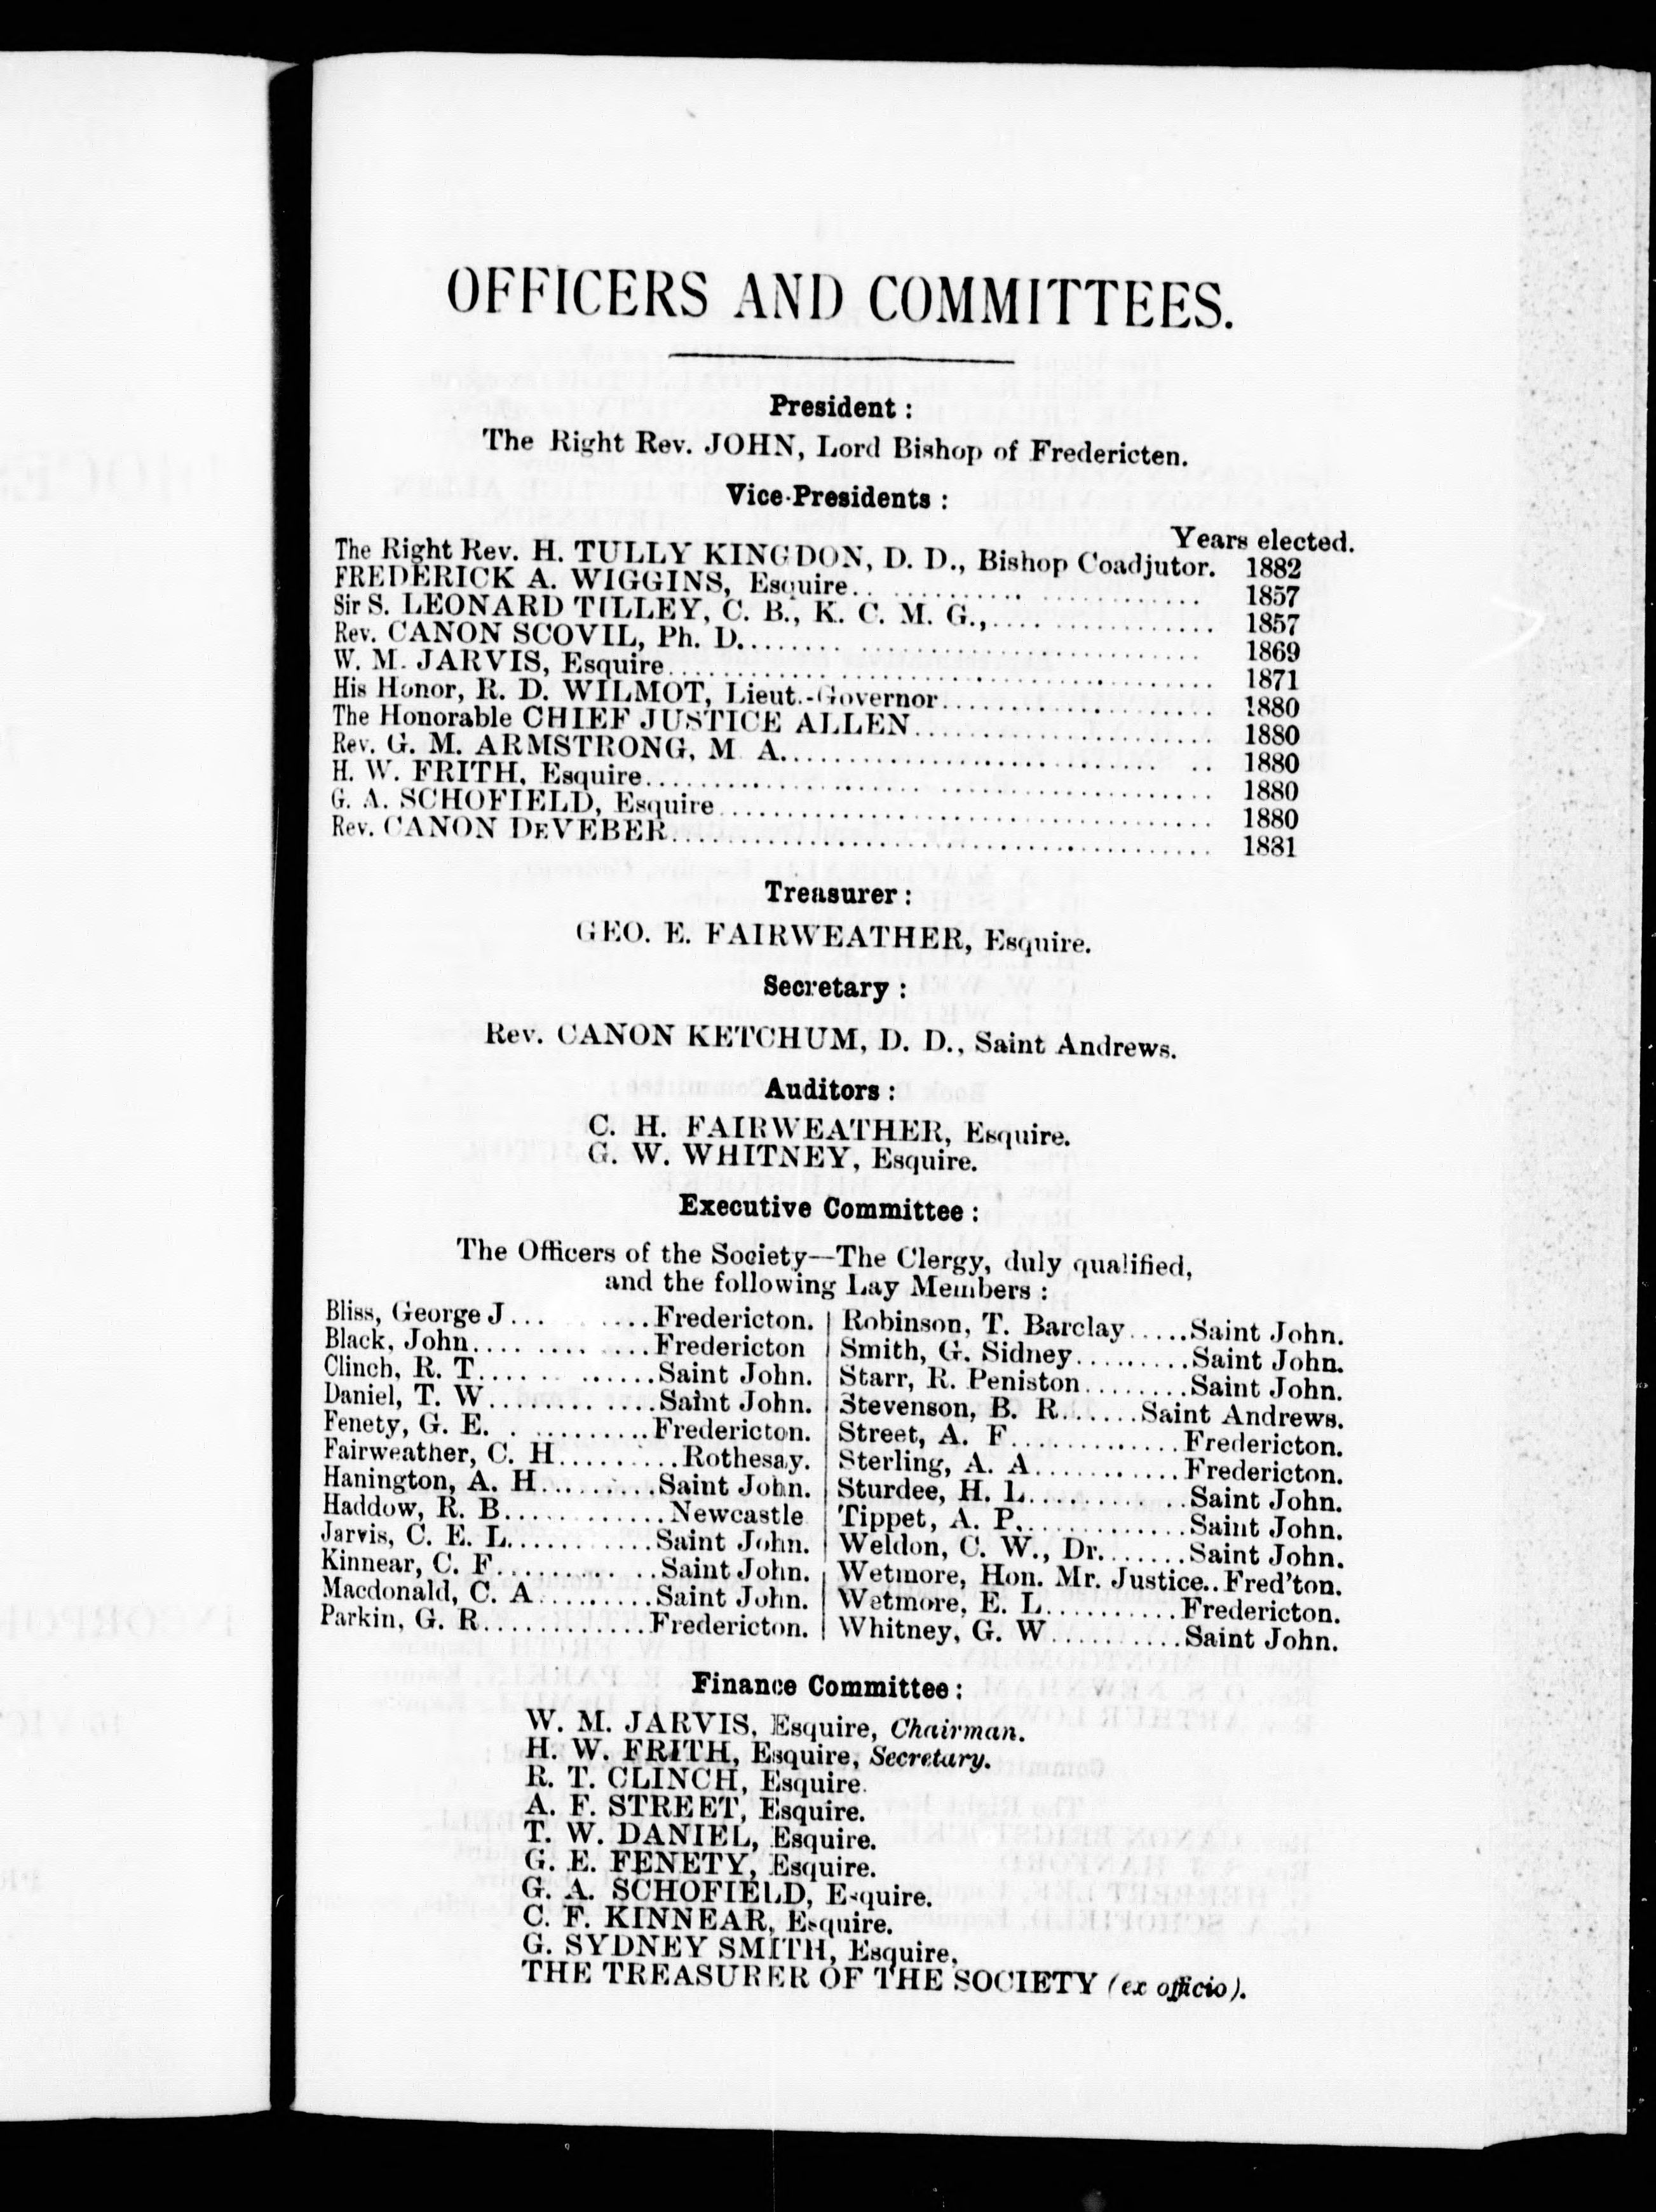 OFFICERS AND COMMITTEES.
President:
The Right Rev. JOHN, Lord Bishop of Fredericten.
Vice-Presidents:
Years elected.
The Right Rev. H. TULLY KINGDON, D. D., Bishop Coadjutor. 1882
FREDERICK A. WIGGINS, Esquire.................... 1857
Sir S. LEONARD TILLEY, C. B., K. C. M. G.,.................... 1857
Rev. CANON SCOVIL, Ph. D..................... 1869
W. M. JARVIS, Esquire.................... 1871
His Honor, R. D. WILMOT, Lieut.-Governor.................... 1880
The Honorable CHIEF JUSTICE ALLEN.................... 1880
Rev. G. M. ARMSTRONG, M. A..................... 1880
H. W. FRITH, Esquire.................... 1880
G. A. SCHOFIELD, Esquire.................... 1880
Rev. CANON DEVEBER.................... 1881
Treasurer:
GEO. E. FAIRWEATHER, Esquire.
Secretary:
Rev. CANON KETCHUM, D. D., Saint Andrews.
Auditors:
C. H. FAIRWEATHER, Esquire.
G. W. WHITNEY, Esquire.
Executive Committee:
The Officers of the Society—The Clergy, duly qualified,
and the following Lay Members:
Bliss, George J..........Fredericton.
Black, John..........Fredericton
Clinch, R. T..........Saint John.
Daniel, T. W..........Saint John.
Fenety, G. E..........Fredericton.
Fairweather, C. H.........Rothesay.
Hanington, A. H.........Saint John.
Haddow, R. B............Newcastle
Jarvis, C. E. L...........Saint John.
Kinnear, C. F...........Saint John.
Macdonald, C. A..........Saint John.
Parkin, G. R............Fredericton.
Robinson, T. Barclay.....Saint John.
Smith, G. Sidney.........Saint John.
Starr, R. Peniston........Saint John.
Stevenson, B. R.......Saint Andrews.
Street, A. F.............Fredericton.
Sterling, A. A...........Fredericton.
Sturdee, H. L............Saint John.
Tippet, A. P.............Saint John.
Weldon, C. W., Dr.......Saint John.
Wetmore, Hon. Mr. Justice..Fred'ton.
Wetmore, E. L..........Fredericton.
Whitney, G. W..........Saint John.
Finance Committee:
W. M. JARVIS, Esquire, Chairman.
H. W. FRITH, Esquire, Secretary.
R. T. CLINCH, Esquire.
A. F. STREET, Esquire.
T. W. DANIEL, Esquire.
G. E. FENETY, Esquire.
G. A. SCHOFIELD, Esquire.
C. F. KINNEAR, Esquire.
G. SYDNEY SMITH, Esquire,
THE TREASURER OF THE SOCIETY (ex officio).